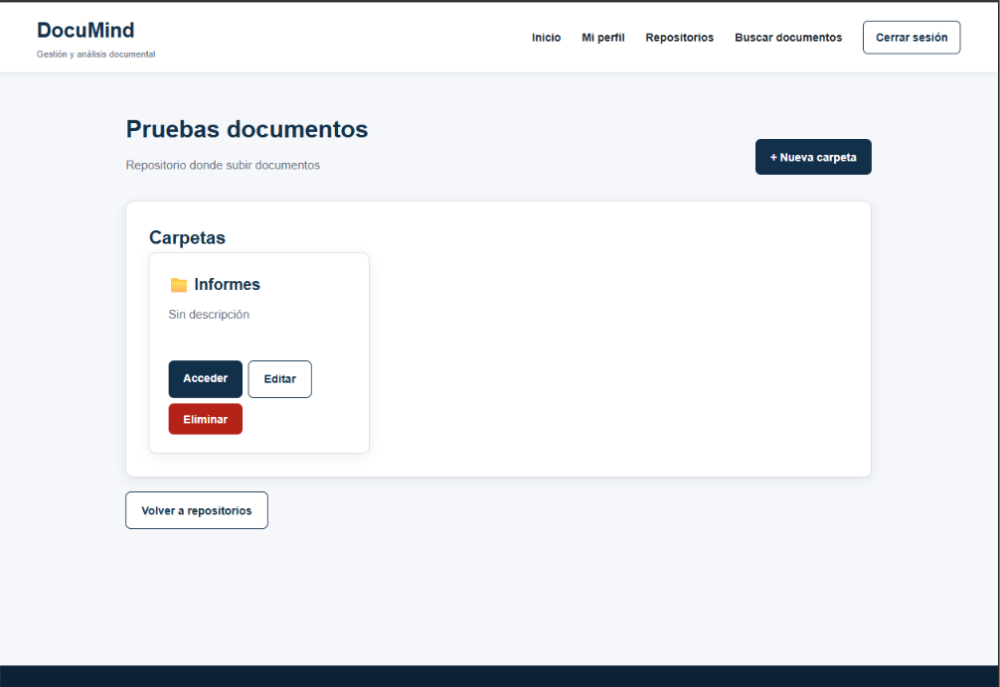 DocuMind
Gestión y análisis documental
Inicio
Mi perfil
Repositorios
Buscar documentos
Cerrar sesión
Pruebas documentos
Repositorio donde subir documentos
+ Nueva carpeta
Carpetas
Informes
Sin descripción
Acceder
Editar
Eliminar
Volver a repositorios